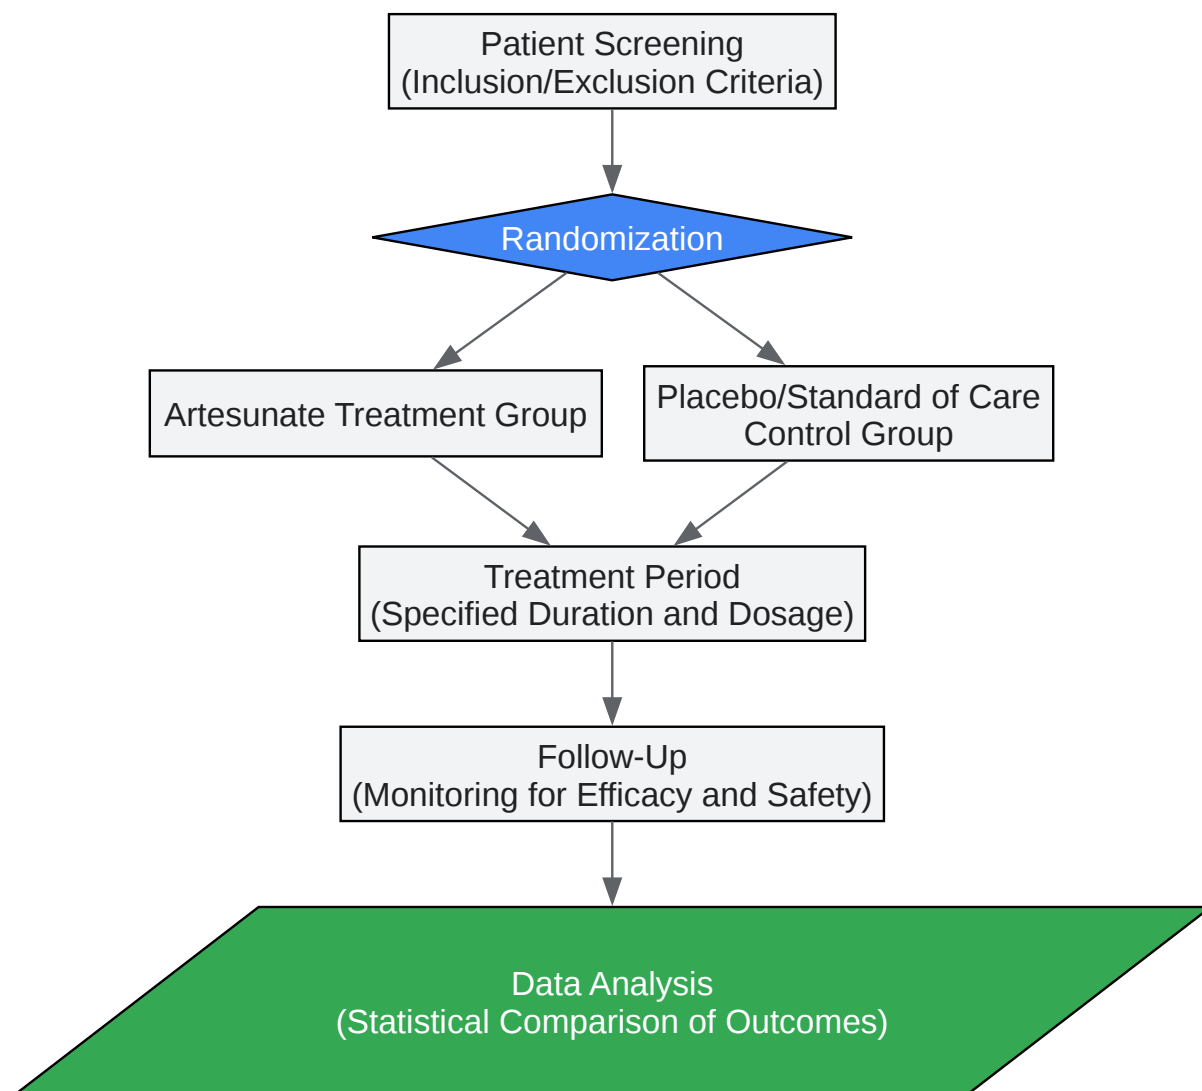 Patient Screening
(Inclusion/Exclusion Criteria)
Randomization
Artesunate Treatment Group
Placebo/Standard of Care
Control Group
Treatment Period
(Specified Duration and Dosage)
Follow-Up
(Monitoring for Efficacy and Safety)
Data Analysis
(Statistical Comparison of Outcomes)